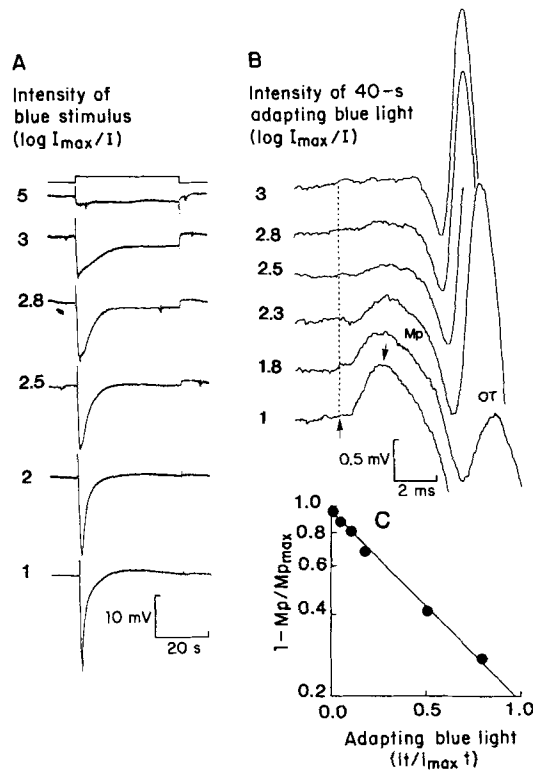 A
Intensity of
blue stimulus
(log Imax/I)
5
3
2.8
2.5
2
1
10 mV
20 s
B
Intensity of 40-s
adapting blue light
(log Imax/I)
3
2.8
2.5
2.3
1.8
1
Mp
OT
0.5 mV
2 ms
C
1-Mp/Mpmax
1.0
0.8
0.6
0.4
0.2
0.0
0.5
1.0
Adapting blue light
(it/imax t)